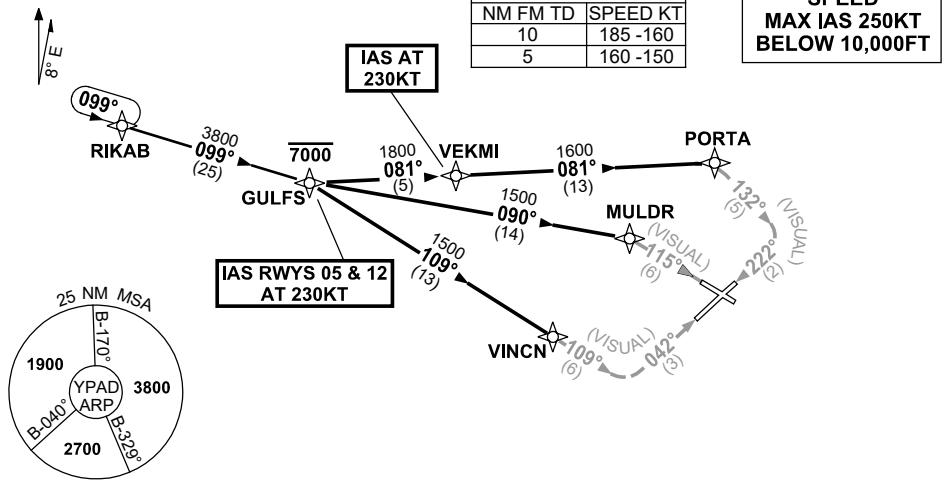 SPEED
MAX IAS 250KT
BELOW 10,000FT
NM FM TD SPEED KT
10 185 -160
5 160 -150
8° E
IAS AT
230KT
099°
RIKAB
3800
099°
(25)
7000
GULFS
1800
081°
(5)
VEKMI
1600
081°
(13)
PORTA
132°
(5)
(VISUAL)
222°
(2)
1500
090°
(14)
MULDR
(VISUAL)
115°
(6)
1500
109°
(13)
IAS RWYS 05 & 12
AT 230KT
VINCN
109°
(6)
(VISUAL)
042°
(3)
25 NM MSA
B-170°
1900
3800
YPAD
ARP
B-040°
B-329°
2700